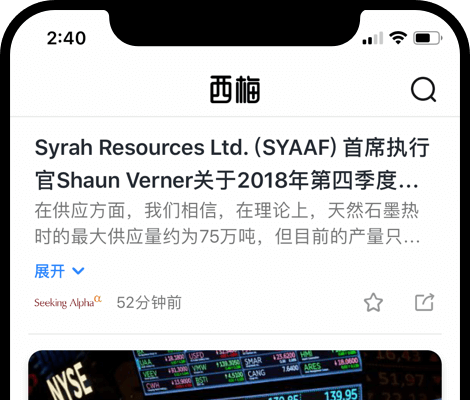 2:40
西梅
Syrah Resources Ltd. (SYAAF) 首席执行
官Shaun Verner关于2018年第四季度...
在供应方面，我们相信，在理论上，天然石墨热
时的最大供应量约为75万吨，但目前的产量只...
展开
Seeking Alphaα 52分钟前
NYSE
139.95